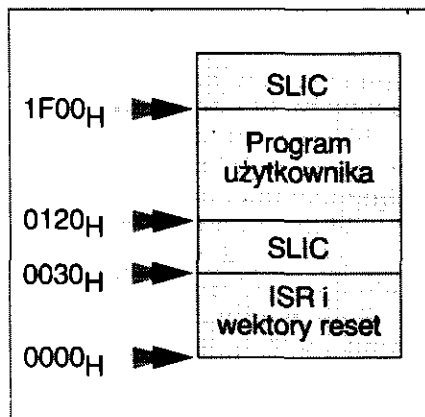 SLIC
1F00H
Program
użytkownika
0120H
SLIC
0030H
ISR i
wektory reset
0000H